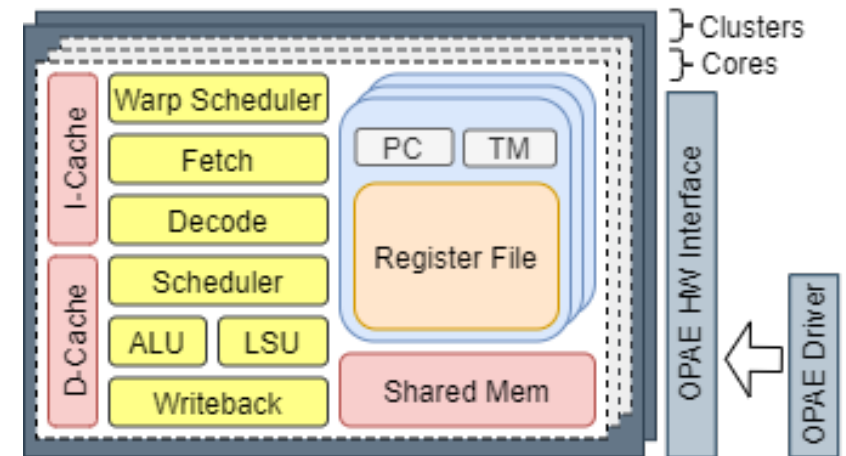 Clusters
Cores
I-Cache
Warp Scheduler
Fetch
Decode
PC
TM
Register File
D-Cache
Scheduler
ALU
LSU
Writeback
Shared Mem
OPAE HW Interface
OPAE Driver